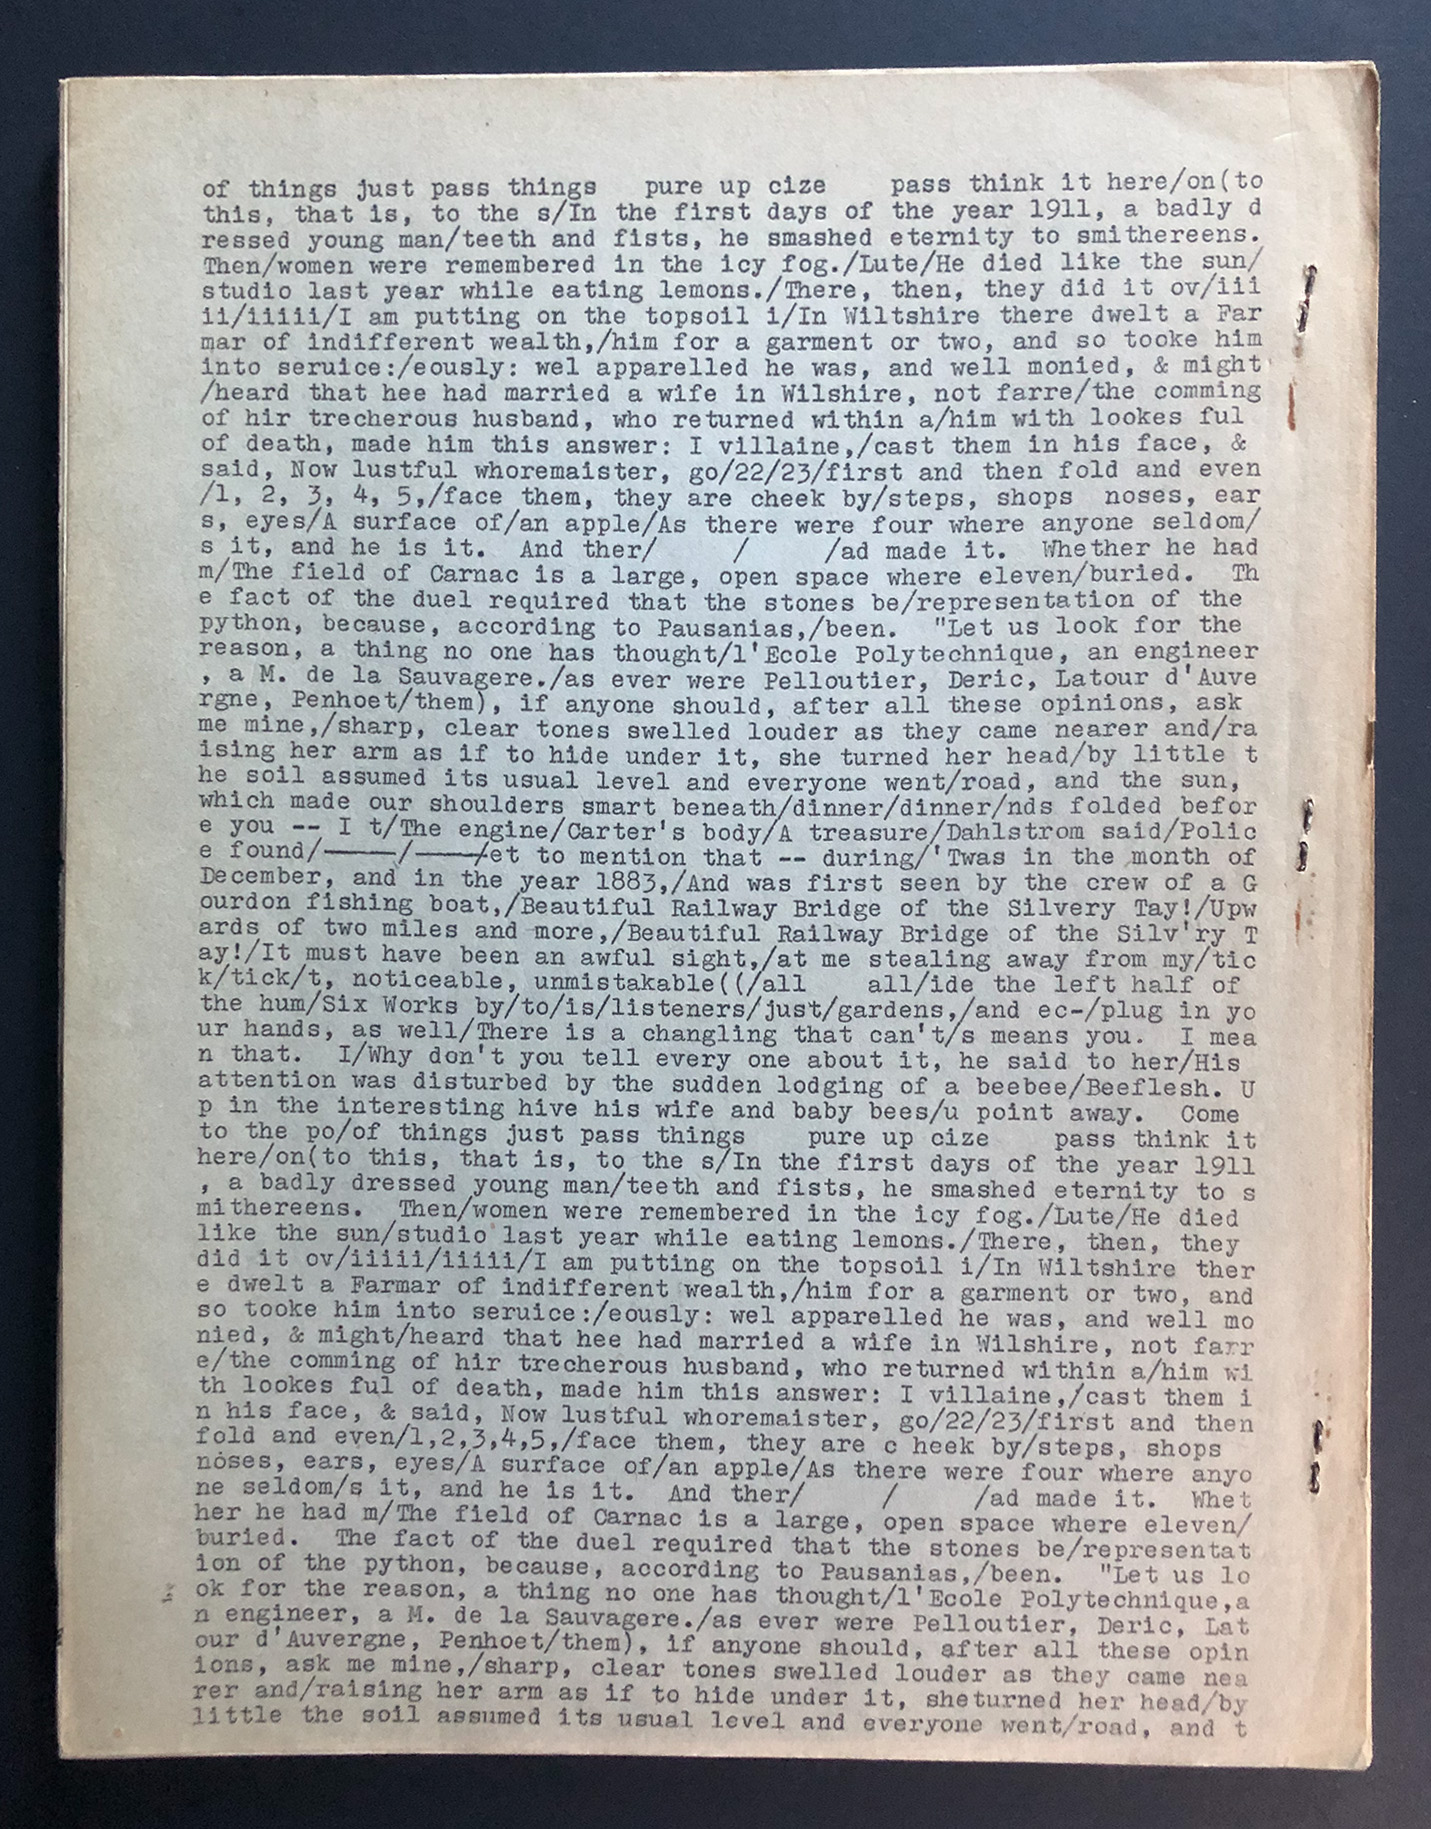 of things just pass things   pure up cize    pass think it here/on(to
this, that is, to the s/In the first days of the year 1911, a badly d
ressed young man/teeth and fists, he smashed eternity to smithereens.
Then/women were remembered in the icy fog./Lute/He died like the sun/
studio last year while eating lemons./There, then, they did it ov/iii
ii/iiiii/I am putting on the topsoil i/In Wiltshire there dwelt a Far
mar of indifferent wealth,/him for a garment or two, and so tooke him
into seruice:/eously: wel apparelled he was, and well monied, & might
/heard that hee had married a wife in Wilshire, not farre/the comming
of hir trecherous husband, who returned within a/him with lookes ful
of death, made him this answer: I villaine,/cast them in his face, &
said, Now lustful whoremaister, go/22/23/first and then fold and even
/1, 2, 3, 4, 5,/face them, they are cheek by/steps, shops  noses, ear
s, eyes/A surface of/an apple/As there were four where anyone seldom/
s it, and he is it.  And ther/     /     /ad made it.  Whether he had
m/The field of Carnac is a large, open space where eleven/buried.  Th
e fact of the duel required that the stones be/representation of the
python, because, according to Pausanias,/been.  "Let us look for the
reason, a thing no one has thought/l'Ecole Polytechnique, an engineer
, a M. de la Sauvagere./as ever were Pelloutier, Deric, Latour d'Auve
rgne, Penhoet/them), if anyone should, after all these opinions, ask
me mine,/sharp, clear tones swelled louder as they came nearer and/ra
ising her arm as if to hide under it, she turned her head/by little t
he soil assumed its usual level and everyone went/road, and the sun,
which made our shoulders smart beneath/dinner/dinner/nds folded befor
e you -- I t/The engine/Carter's body/A treasure/Dahlstrom said/Polic
e found/————/————/et to mention that -- during/'Twas in the month of
December, and in the year 1883,/And was first seen by the crew of a G
ourdon fishing boat,/Beautiful Railway Bridge of the Silvery Tay!/Upw
ards of two miles and more,/Beautiful Railway Bridge of the Silv'ry T
ay!/It must have been an awful sight,/at me stealing away from my/tic
k/tick/t, noticeable, unmistakable((/all    all/ide the left half of
the hum/Six Works by/to/is/listeners/just/gardens,/and ec-/plug in yo
ur hands, as well/There is a changling that can't/s means you.  I mea
n that.  I/Why don't you tell every one about it, he said to her/His
attention was disturbed by the sudden lodging of a beebee/Beeflesh. U
p in the interesting hive his wife and baby bees/u point away.  Come
to the po/of things just pass things    pure up cize    pass think it
here/on(to this, that is, to the s/In the first days of the year 1911
, a badly dressed young man/teeth and fists, he smashed eternity to s
mithereens.  Then/women were remembered in the icy fog./Lute/He died
like the sun/studio last year while eating lemons./There, then, they
did it ov/iiiii/iiiii/I am putting on the topsoil i/In Wiltshire ther
e dwelt a Farmar of indifferent wealth,/him for a garment or two, and
so tooke him into seruice:/eously: wel apparelled he was, and well mo
nied, & might/heard that hee had married a wife in Wilshire, not farr
e/the comming of hir trecherous husband, who returned within a/him wi
th lookes ful of death, made him this answer: I villaine,/cast them i
n his face, & said, Now lustful whoremaister, go/22/23/first and then
fold and even/1,2,3,4,5,/face them, they are c heek by/steps, shops
noses, ears, eyes/A surface of/an apple/As there were four where anyo
ne seldom/s it, and he is it.  And ther/     /     /ad made it.  Whet
her he had m/The field of Carnac is a large, open space where eleven/
buried.  The fact of the duel required that the stones be/representat
ion of the python, because, according to Pausanias,/been.  "Let us lo
ok for the reason, a thing no one has thought/l'Ecole Polytechnique,a
n engineer, a M. de la Sauvagere./as ever were Pelloutier, Deric, Lat
our d'Auvergne, Penhoet/them), if anyone should, after all these opin
ions, ask me mine,/sharp, clear tones swelled louder as they came nea
rer and/raising her arm as if to hide under it, sheturned her head/by
little the soil assumed its usual level and everyone went/road, and t